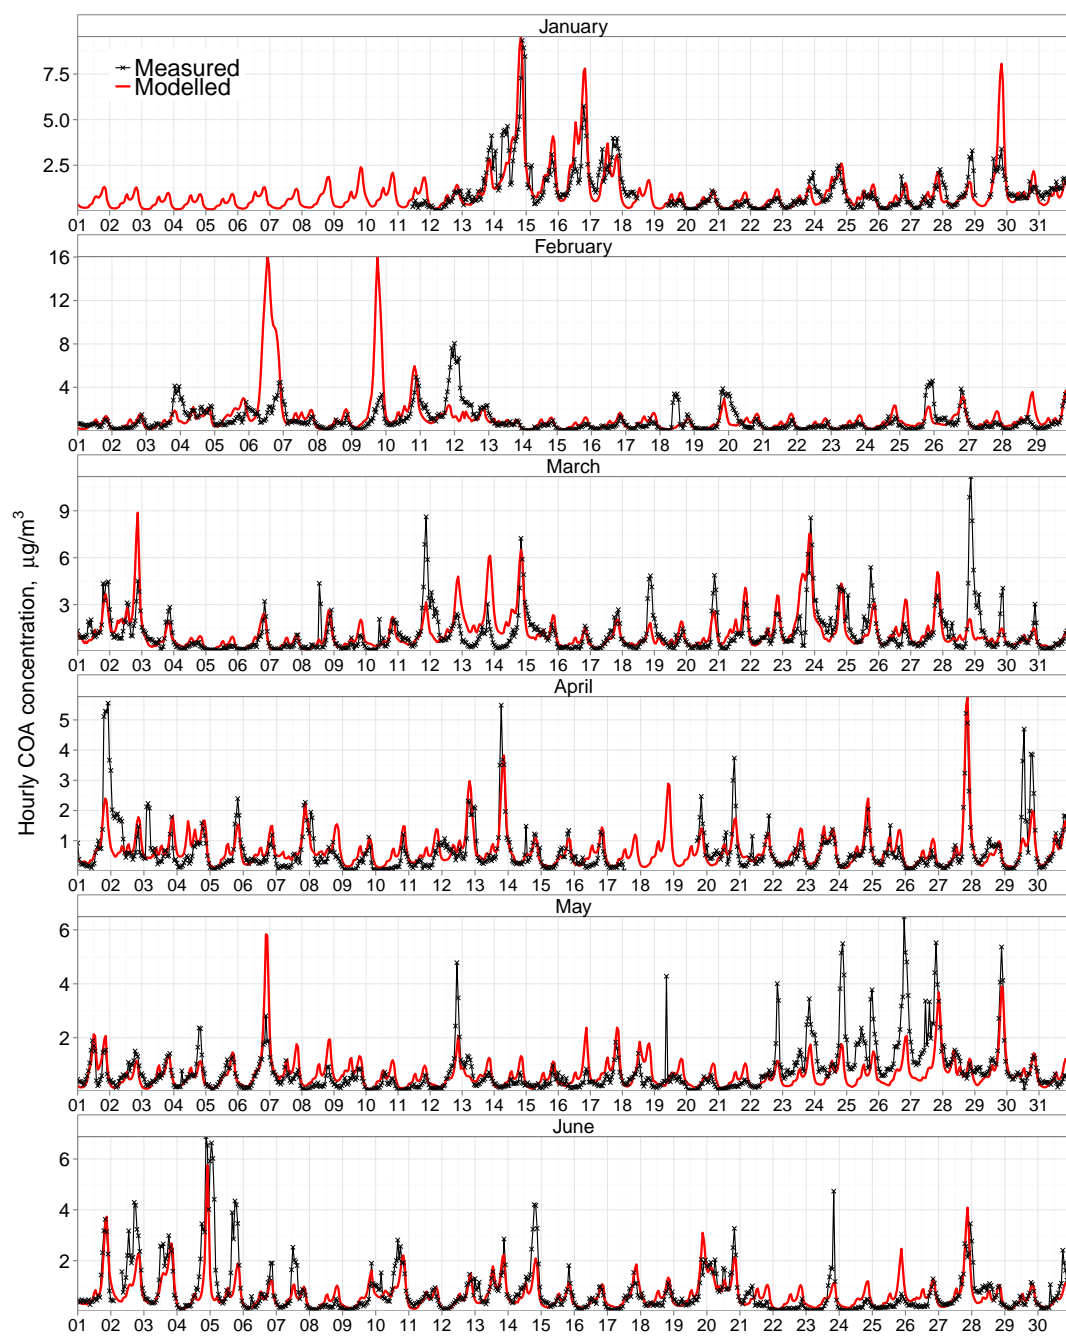 January
Measured
Modelled
7.5
5.0
2.5
01 02 03 04 05 06 07 08 09 10 11 12 13 14 15 16 17 18 19 20 21 22 23 24 25 26 27 28 29 30 31
February
16
12
8
4
01 02 03 04 05 06 07 08 09 10 11 12 13 14 15 16 17 18 19 20 21 22 23 24 25 26 27 28 29
March
9
6
3
01 02 03 04 05 06 07 08 09 10 11 12 13 14 15 16 17 18 19 20 21 22 23 24 25 26 27 28 29 30 31
Hourly COA concentration, μg/m³
April
5
4
3
2
1
01 02 03 04 05 06 07 08 09 10 11 12 13 14 15 16 17 18 19 20 21 22 23 24 25 26 27 28 29 30
May
6
4
2
01 02 03 04 05 06 07 08 09 10 11 12 13 14 15 16 17 18 19 20 21 22 23 24 25 26 27 28 29 30 31
June
6
4
2
01 02 03 04 05 06 07 08 09 10 11 12 13 14 15 16 17 18 19 20 21 22 23 24 25 26 27 28 29 30